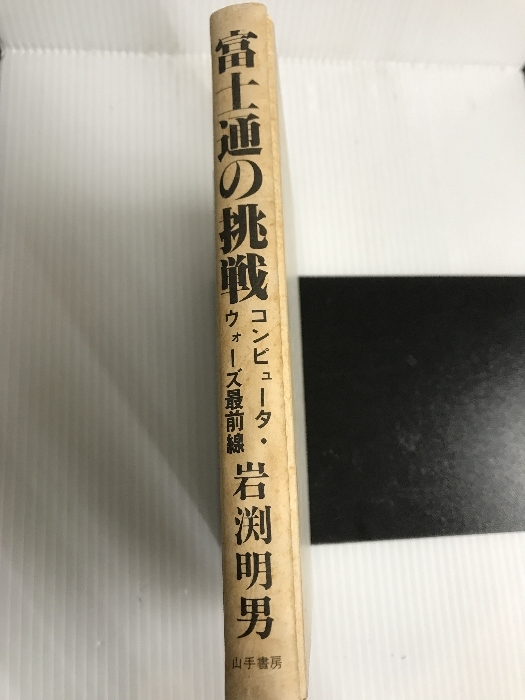 富士通の挑戦
コンピュータ・
ウォーズ最前線
岩渕明男
山手書房